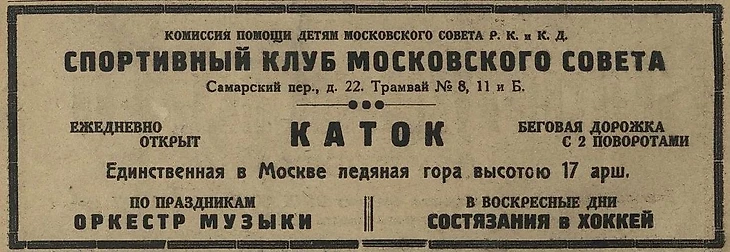 КОМИССИЯ ПОМОЩИ ДЕТЯМ МОСКОВСКОГО СОВЕТА Р. К. и К. Д.
СПОРТИВНЫЙ КЛУБ МОСКОВСКОГО СОВЕТА
Самарский пер., д. 22. Трамвай № 8, 11 и Б.
ЕЖЕДНЕВНО
ОТКРЫТ
КАТОК
БЕГОВАЯ ДОРОЖКА
С 2 ПОВОРОТАМИ
Единственная в Москве ледяная гора высотою 17 арш.
ПО ПРАЗДНИКАМ
ОРКЕСТР МУЗЫКИ
В ВОСКРЕСНЫЕ ДНИ
СОСТЯЗАНИЯ в ХОККЕЙ